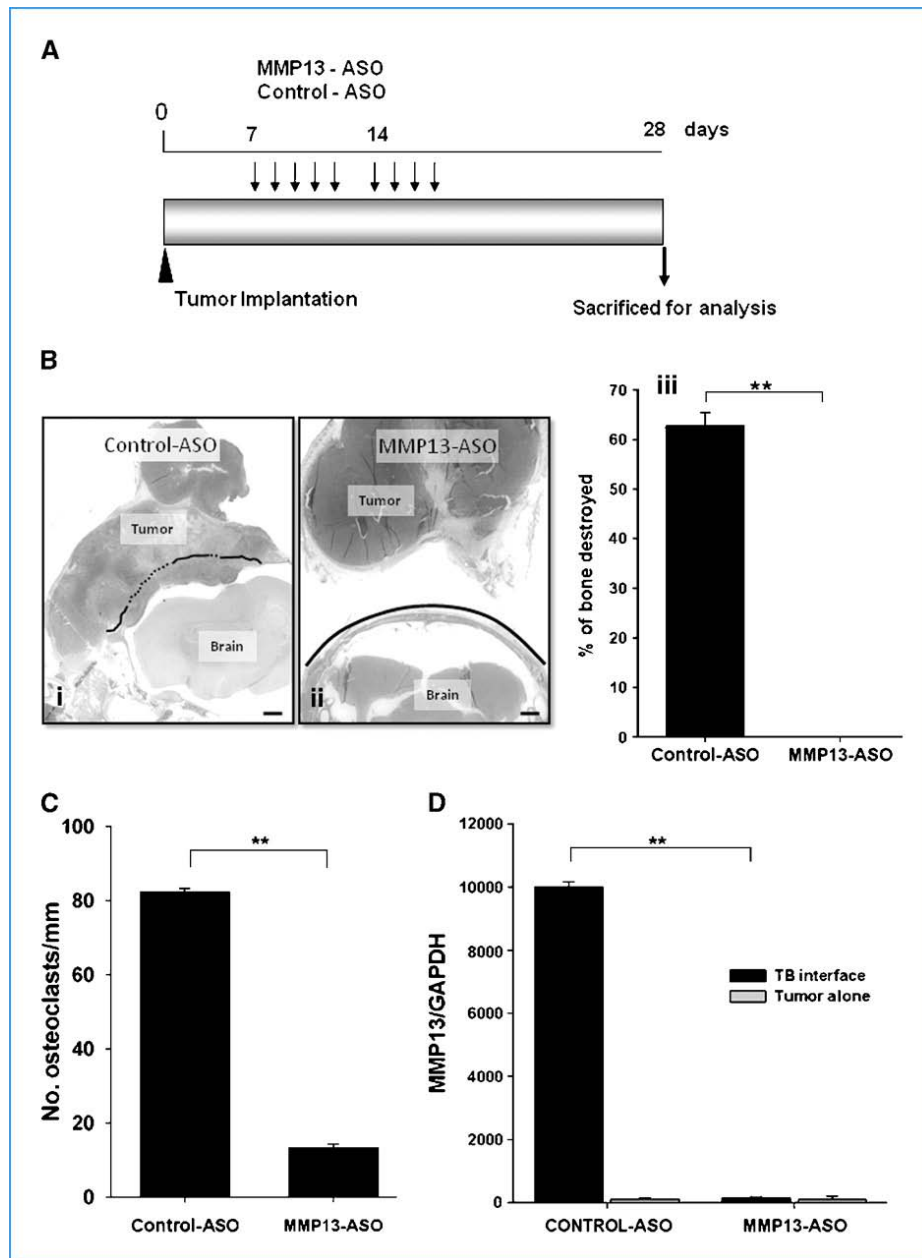 A
MMP13 - ASO
Control - ASO
0
7
14
28 days
Tumor Implantation
Sacrificed for analysis
B
Control-ASO
Tumor
Brain
i
MMP13-ASO
Tumor
Brain
ii
iii
**
% of bone destroyed
70
60
50
40
30
20
10
0
Control-ASO MMP13-ASO
C
**
No. osteoclasts/mm
100
80
60
40
20
0
Control-ASO MMP13-ASO
D
**
MMP13/GAPDH
12000
10000
8000
6000
4000
2000
0
TB interface
Tumor alone
CONTROL-ASO MMP13-ASO